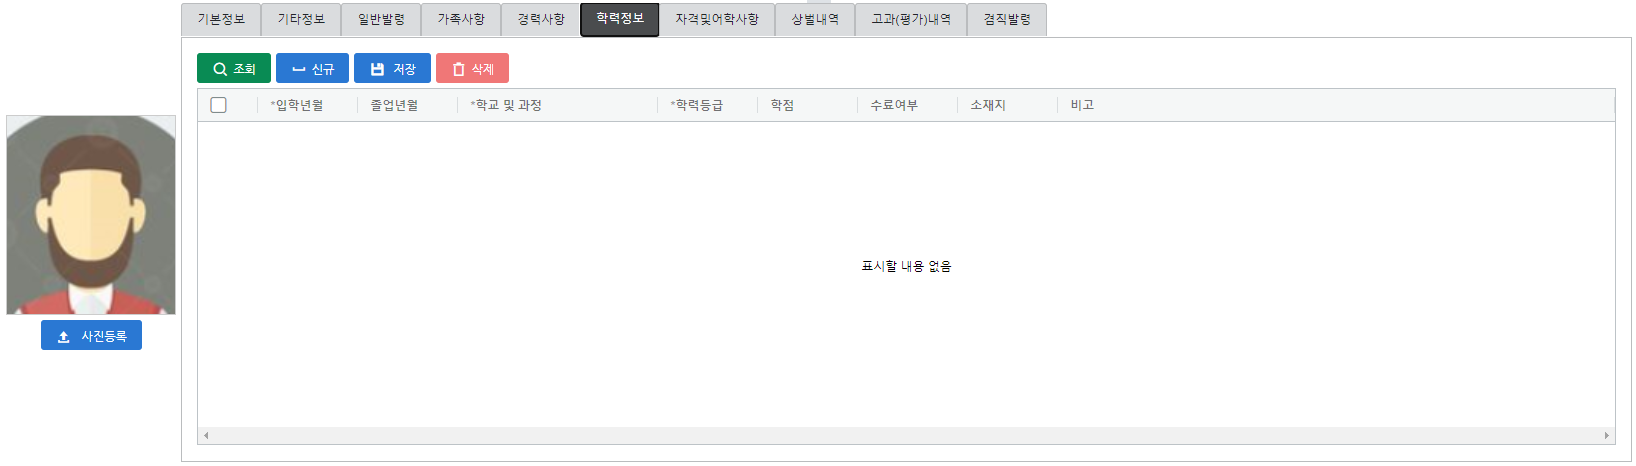 기본정보 기타정보 일반발령 가족사항 경력사항 학력정보 자격및어학사항 상벌내역 고과(평가)내역 겸직발령
조회 신규 저장 삭제
*입학년월 졸업년월 *학교 및 과정 *학력등급 학점 수료여부 소재지 비고
표시할 내용 없음
사진등록